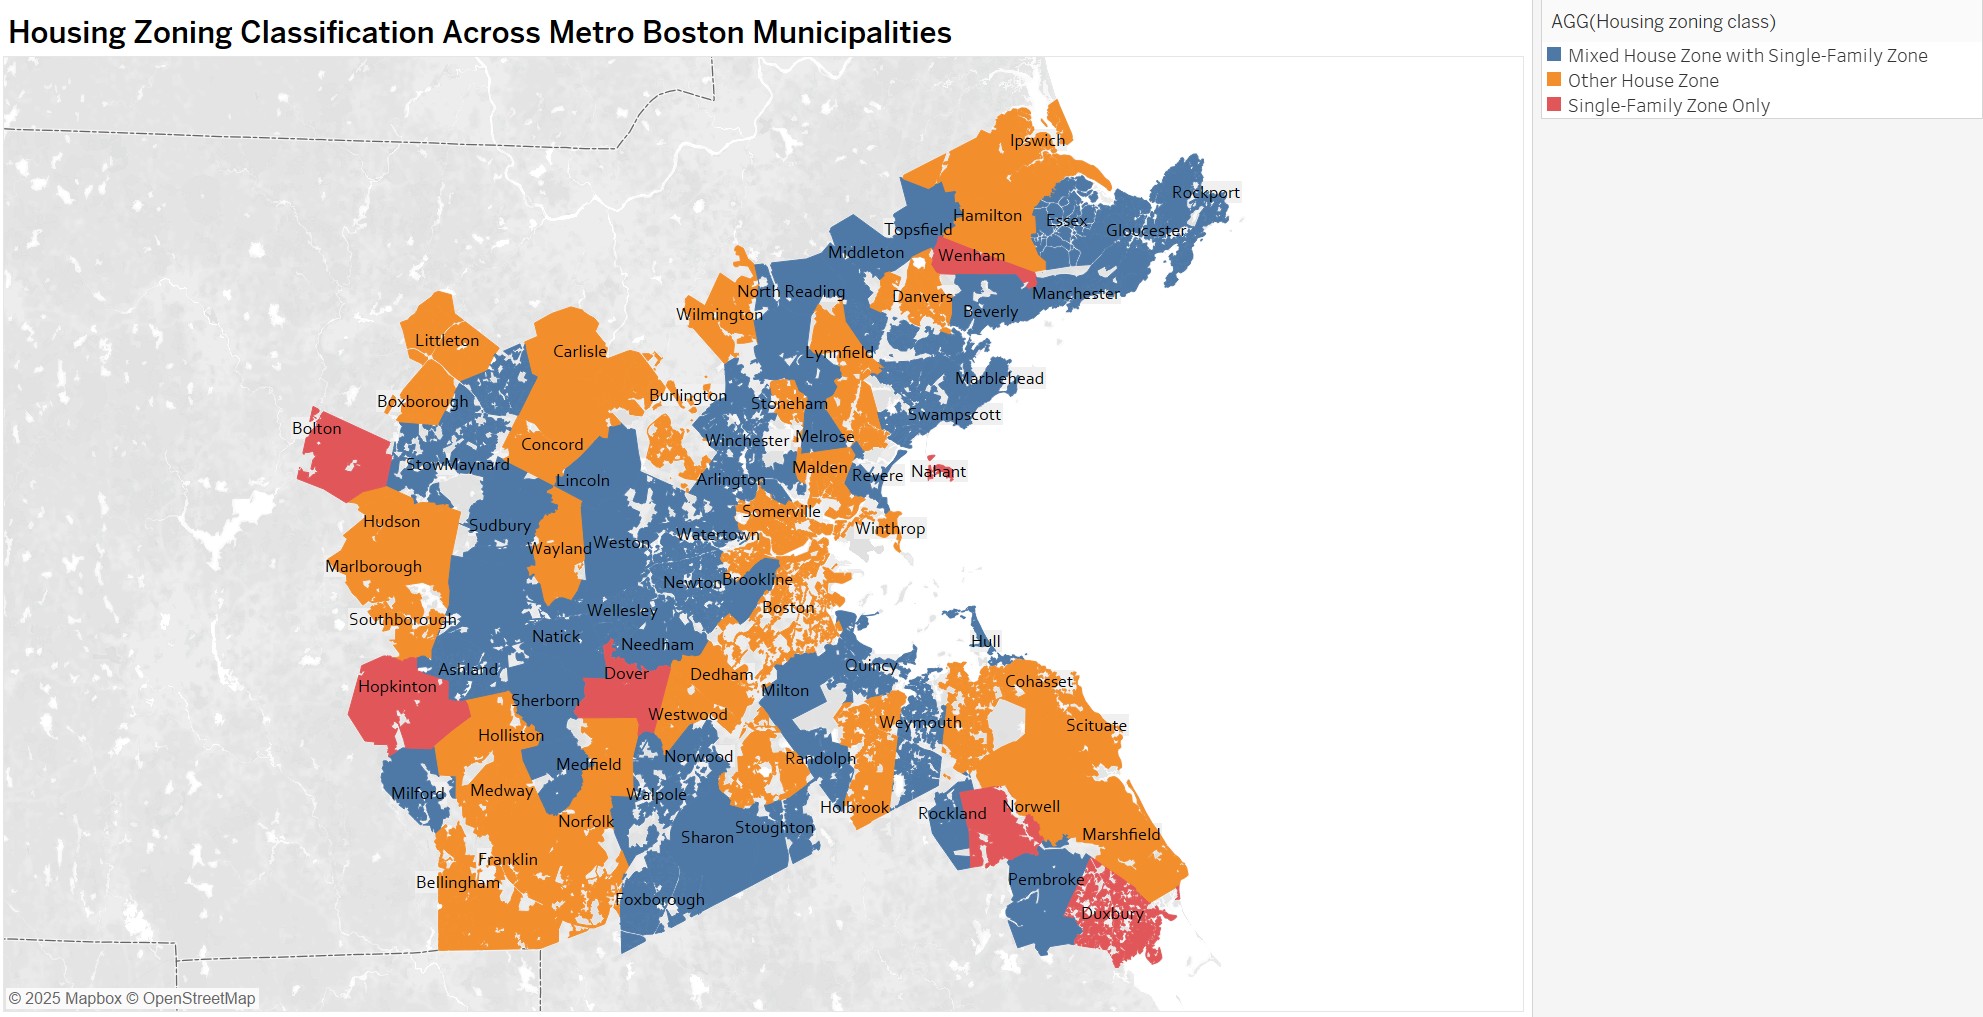 Housing Zoning Classification Across Metro Boston Municipalities
AGG(Housing zoning class)
Mixed House Zone with Single-Family Zone
Other House Zone
Single-Family Zone Only
Ipswich
Rockport
Hamilton
Essex
Topsfield
Gloucester
Middleton
Wenham
North Reading
Danvers
Manchester
Wilmington
Beverly
Littleton
Carlisle
Lynnfield
Marblehead
Burlington
Boxborough
Stoneham
Swampscott
Bolton
Concord
Winchester
Melrose
Stow
Maynard
Malden
Revere
Nahant
Lincoln
Arlington
Hudson
Somerville
Sudbury
Winthrop
Watertown
Wayland
Weston
Marlborough
Newton
Brookline
Wellesley
Boston
Southborough
Natick
Needham
Hull
Ashland
Quincy
Dover
Dedham
Cohasset
Hopkinton
Milton
Sherborn
Westwood
Weymouth
Scituate
Holliston
Norwood
Randolph
Medfield
Milford
Medway
Walpole
Norwell
Holbrook
Rockland
Norfolk
Stoughton
Sharon
Marshfield
Franklin
Bellingham
Pembroke
Foxborough
Duxbury
© 2025 Mapbox © OpenStreetMap